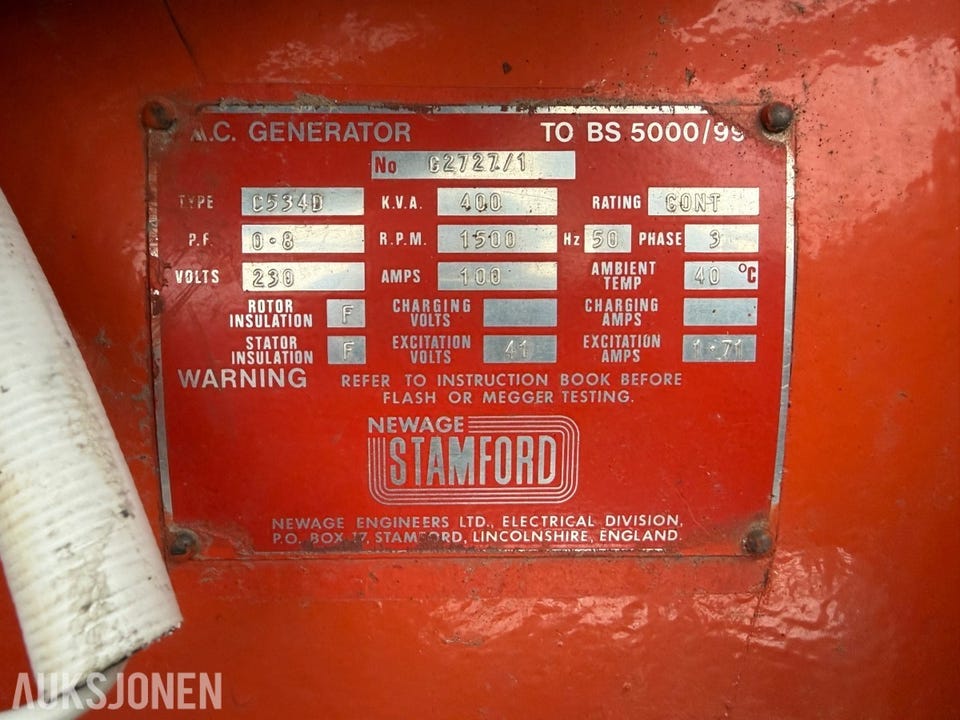 A.C. GENERATOR TO BS 5000/99
No G2727/1
TYPE C534D K.V.A. 400 RATING CONT
P.F. 0·8 R.P.M. 1500 Hz 50 PHASE 3
VOLTS 230 AMPS 100 AMBIENT TEMP 40 °C
ROTOR INSULATION F CHARGING VOLTS CHARGING AMPS
STATOR INSULATION F EXCITATION VOLTS 41 EXCITATION AMPS 1·71
WARNING REFER TO INSTRUCTION BOOK BEFORE
FLASH OR MEGGER TESTING.
NEWAGE
STAMFORD
NEWAGE ENGINEERS LTD., ELECTRICAL DIVISION,
P.O. BOX 17, STAMFORD, LINCOLNSHIRE, ENGLAND.
AUKSJONEN